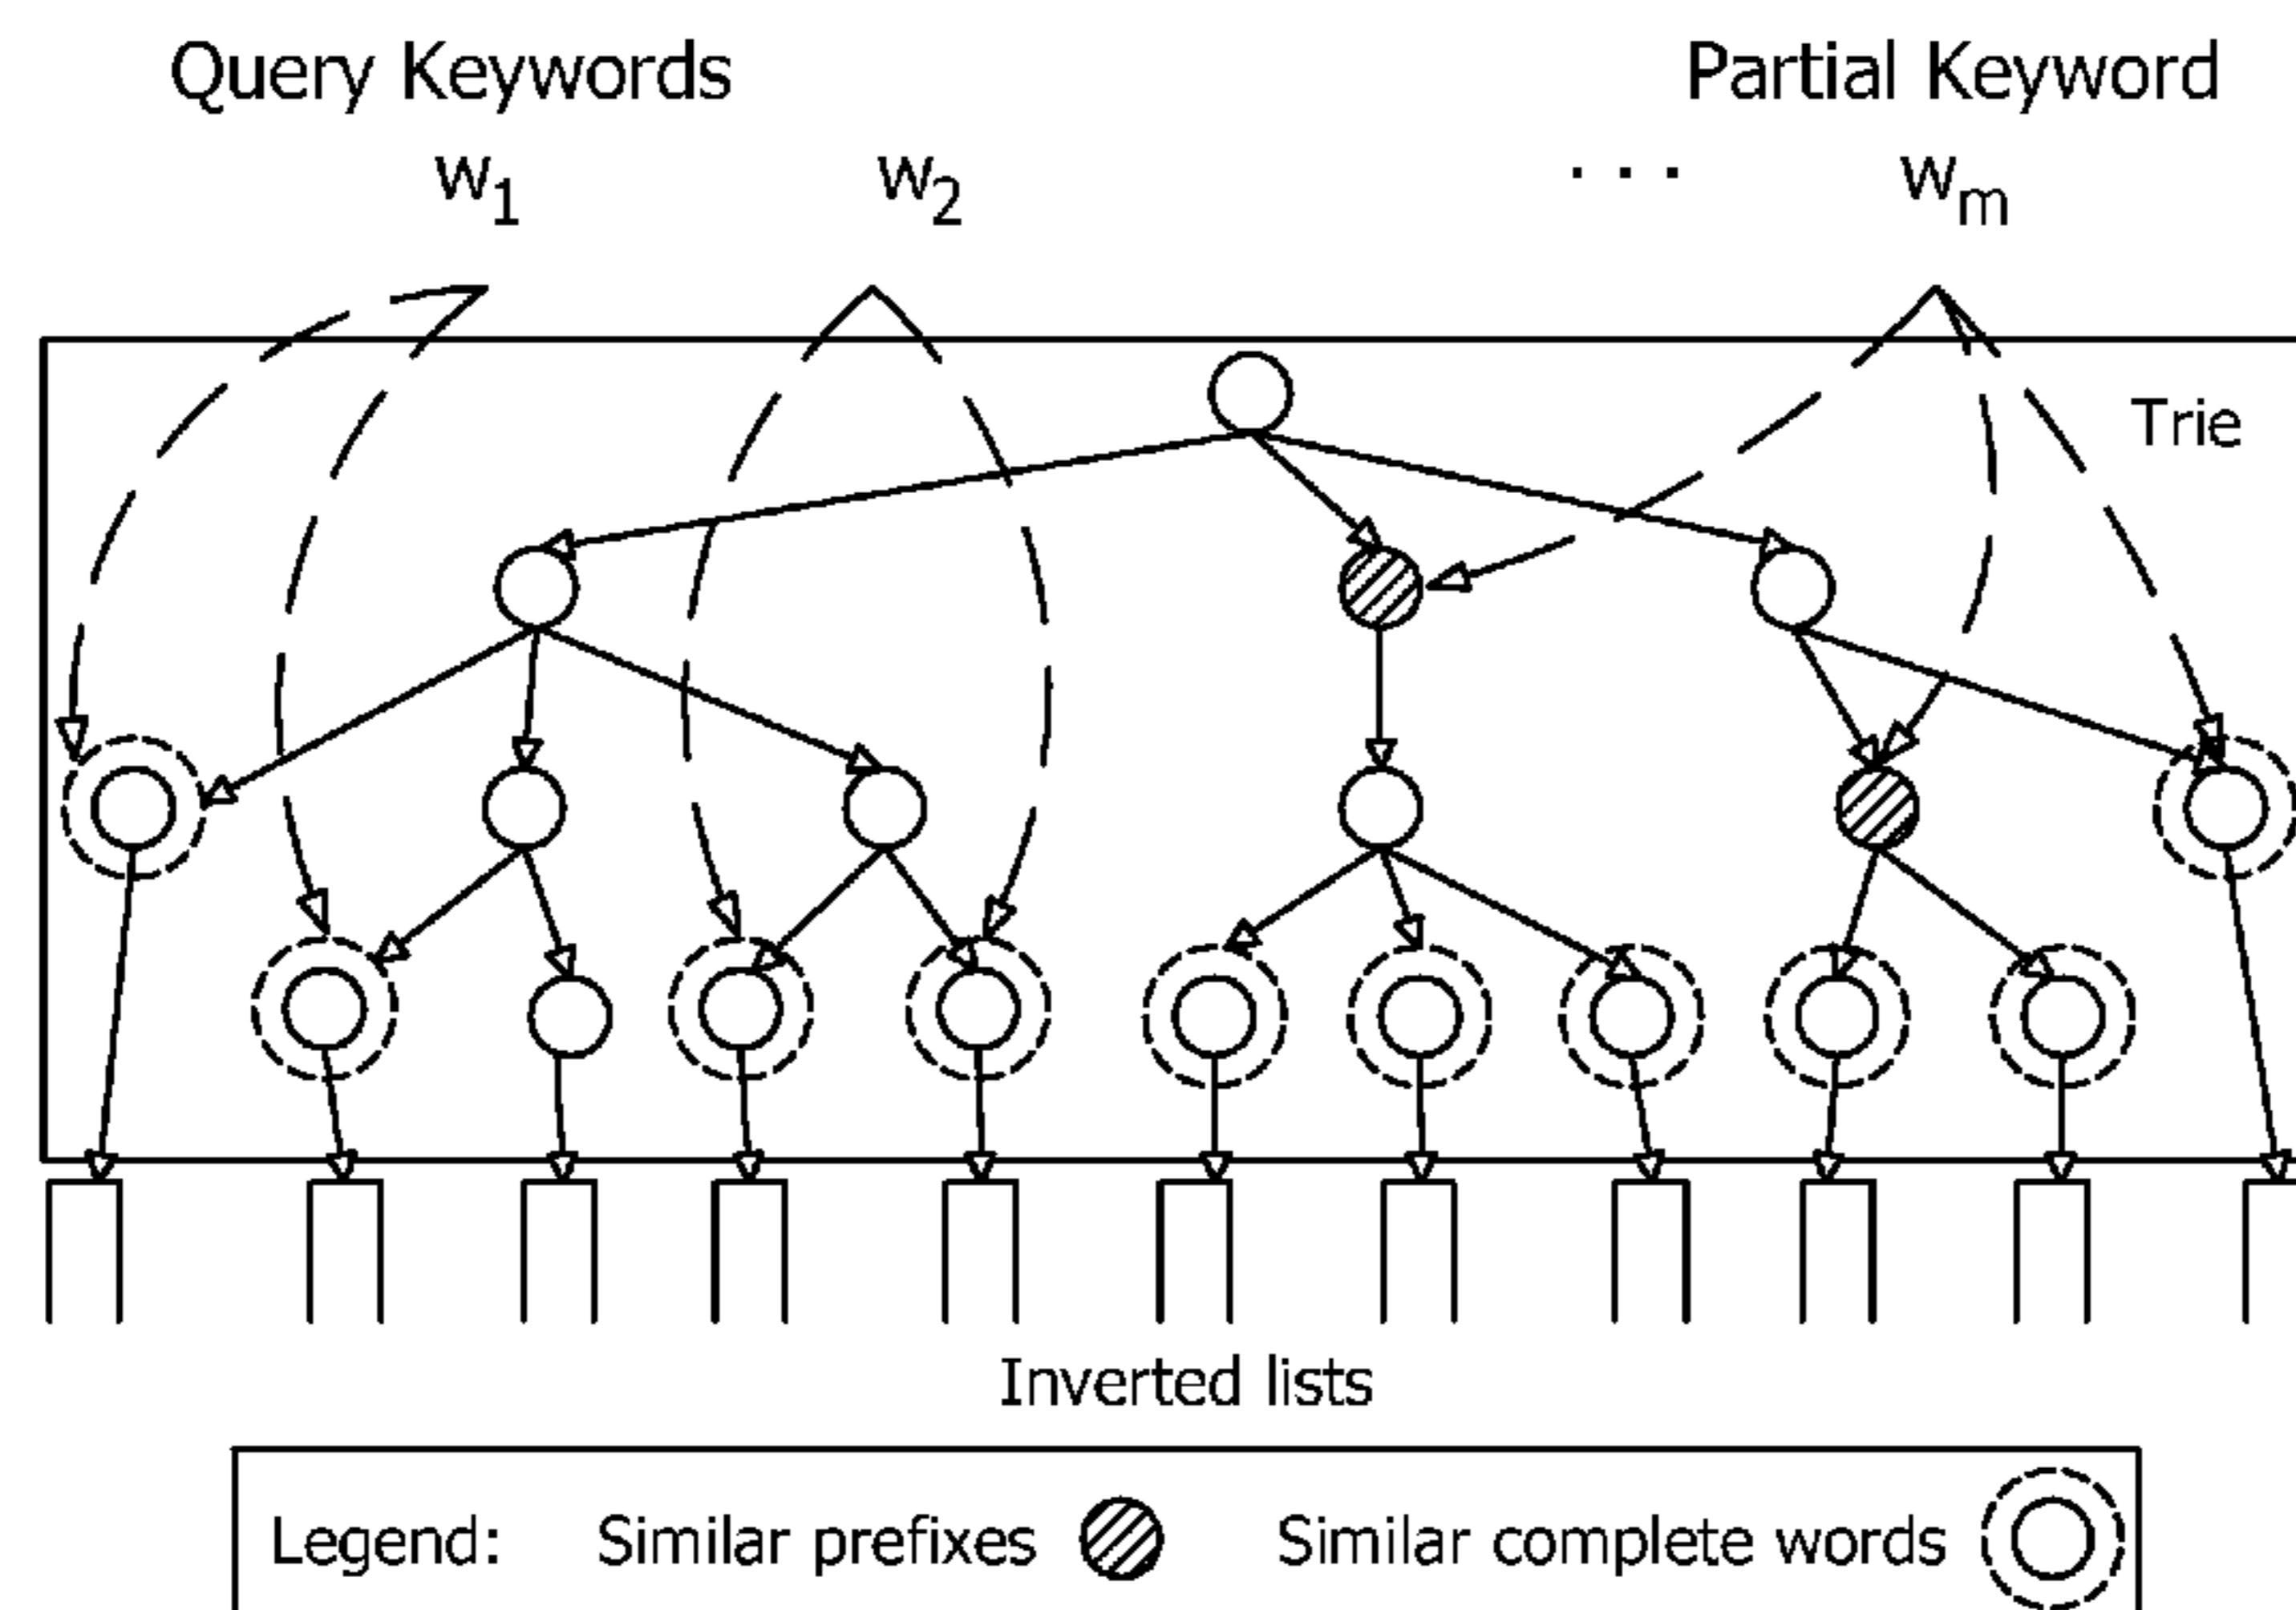 Query Keywords Partial Keyword
w1 w2 . . . wm
Trie
Inverted lists
Legend: Similar prefixes Similar complete words